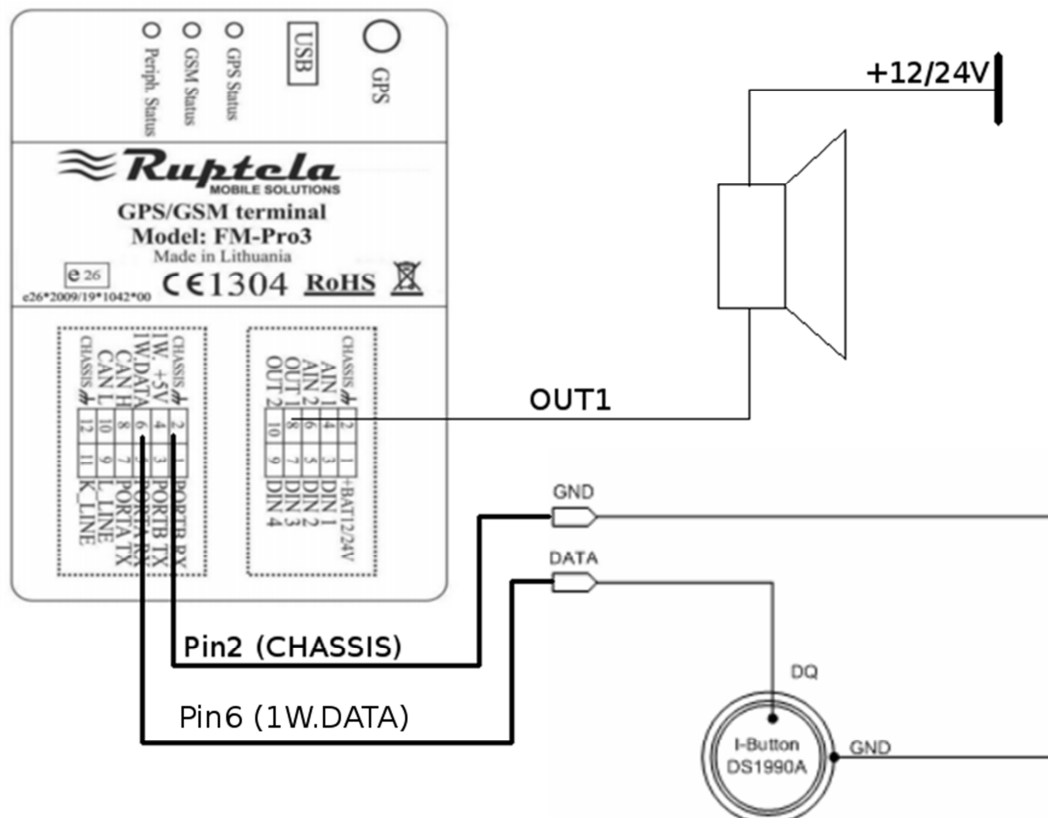 Periph. Status
GSM Status
GPS Status
USB
GPS
Ruptela
MOBILE SOLUTIONS
GPS/GSM terminal
Model: FM-Pro3
Made in Lithuania
e 26
e26*2009/19*1042*00
CE1304 RoHS
CHASSIS
1W. +5V
1W.DATA
CAN H
CAN L
CHASSIS
2 4 6 8 10 12
1 3 5 7 9 11
PORTB RX
PORTB TX
PORTA RX
PORTA TX
L_LINE
K_LINE
CHASSIS
AIN 1
AIN 2
OUT 1
OUT 2
2 4 6 8 10
1 3 5 7 9
+BAT12/24V
DIN 1
DIN 2
DIN 3
DIN 4
+12/24V
OUT1
GND
DATA
Pin2 (CHASSIS)
Pin6 (1W.DATA)
DQ
I-Button
DS1990A
GND